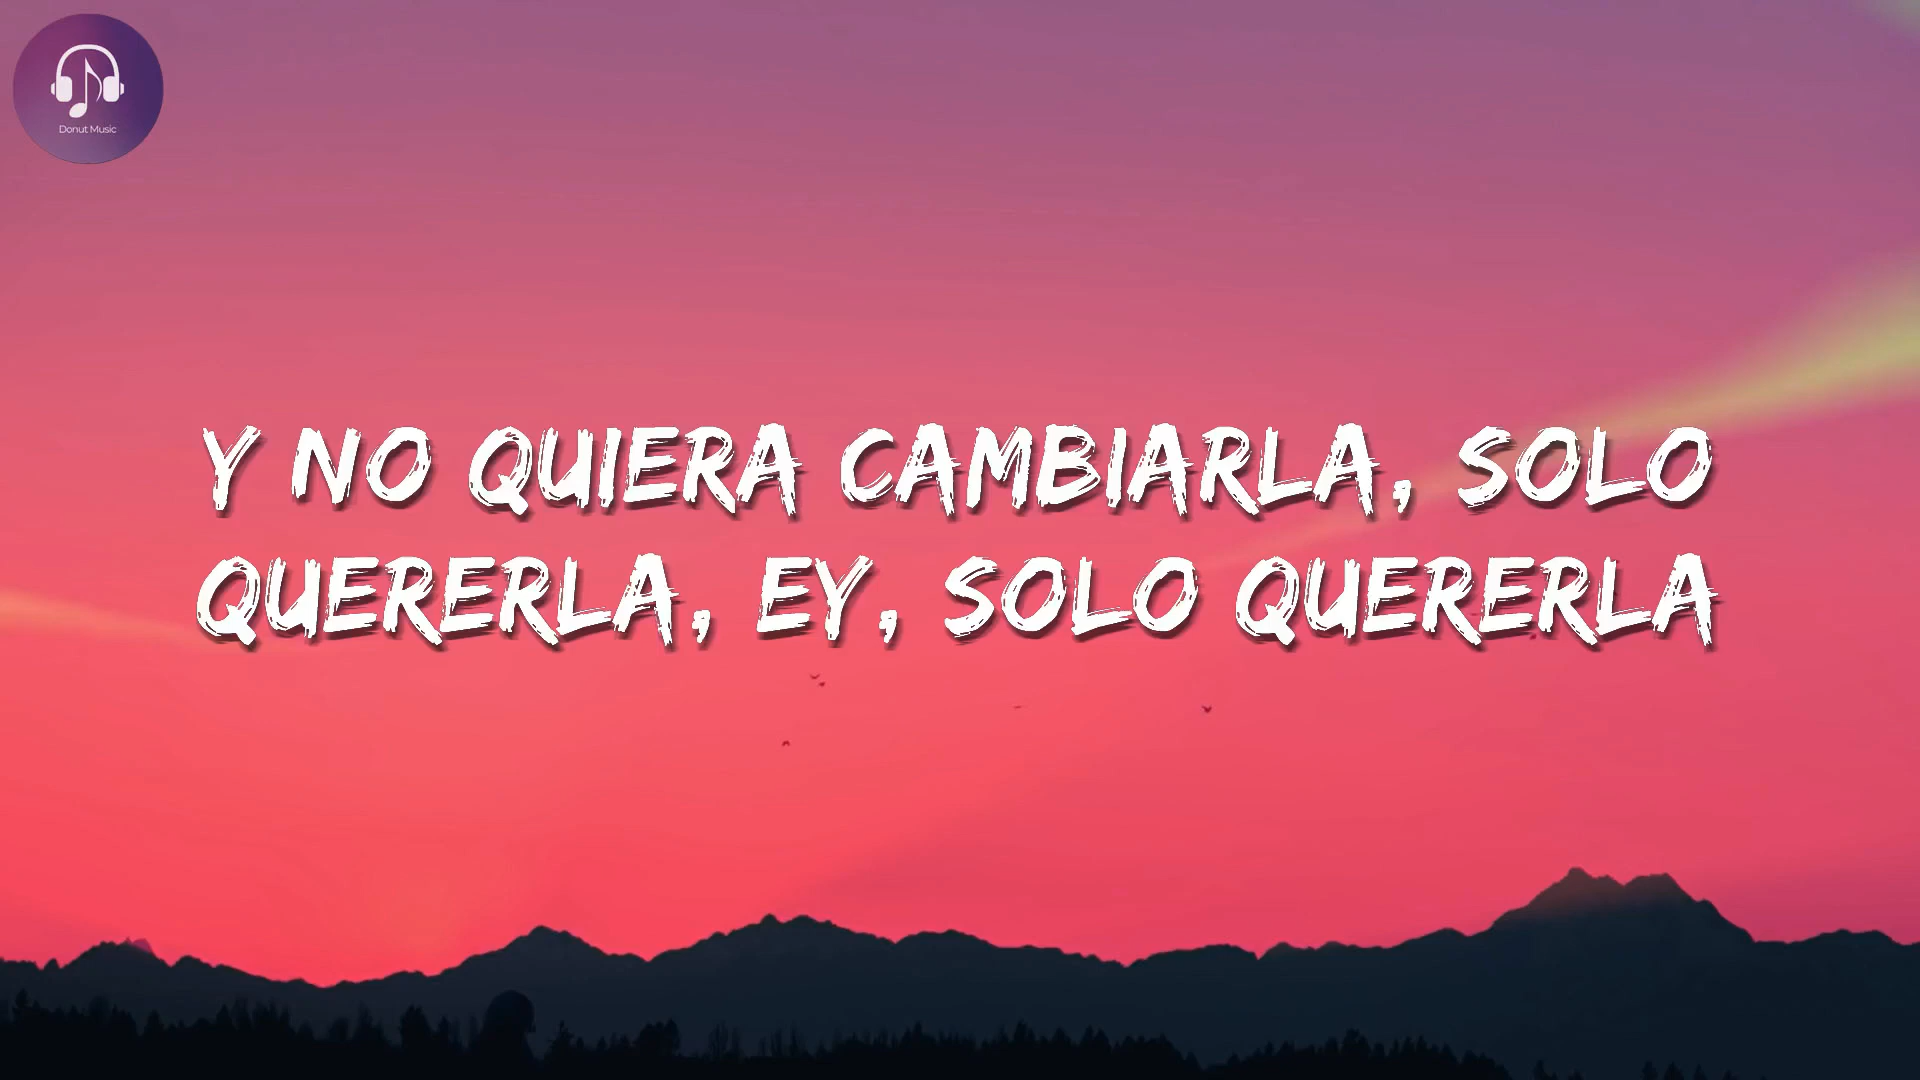 Donut Music
Y NO QUIERA CAMBIARLA, SOLO
QUERERLA, EY, SOLO QUERERLA